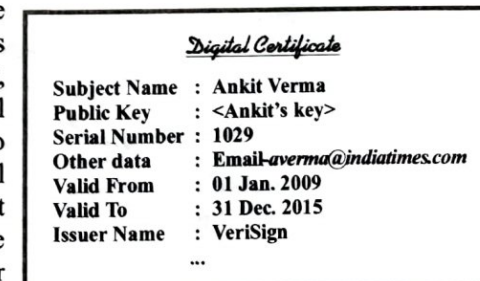 Digital Certificate
Subject Name : Ankit Verma
Public Key : <Ankit's key>
Serial Number : 1029
Other data : Email-averma@indiatimes.com
Valid From : 01 Jan. 2009
Valid To : 31 Dec. 2015
Issuer Name : VeriSign
...